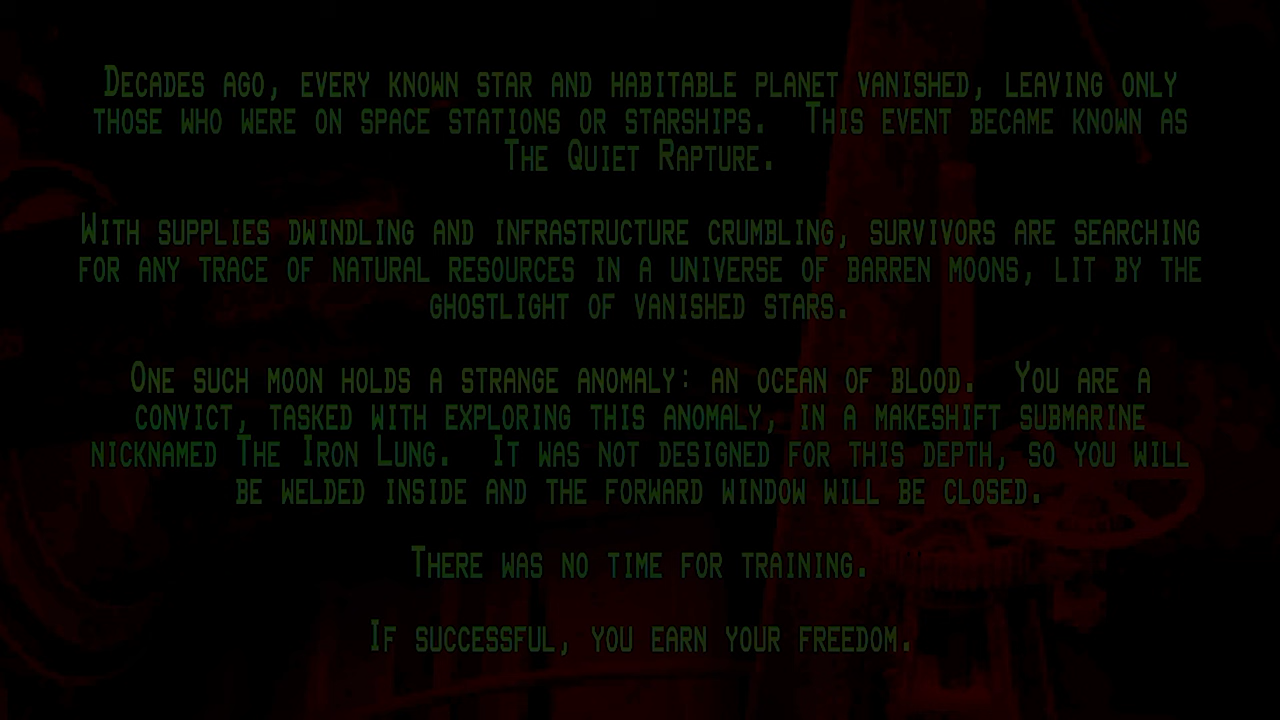 Decades ago, every known star and habitable planet vanished, leaving only
those who were on space stations or starships.  This event became known as
The Quiet Rapture.
With supplies dwindling and infrastructure crumbling, survivors are searching
for any trace of natural resources in a universe of barren moons, lit by the
ghostlight of vanished stars.
One such moon holds a strange anomaly: an ocean of blood.  You are a
convict, tasked with exploring this anomaly, in a makeshift submarine
nicknamed The Iron Lung.  It was not designed for this depth, so you will
be welded inside and the forward window will be closed.
There was no time for training.
If successful, you earn your freedom.